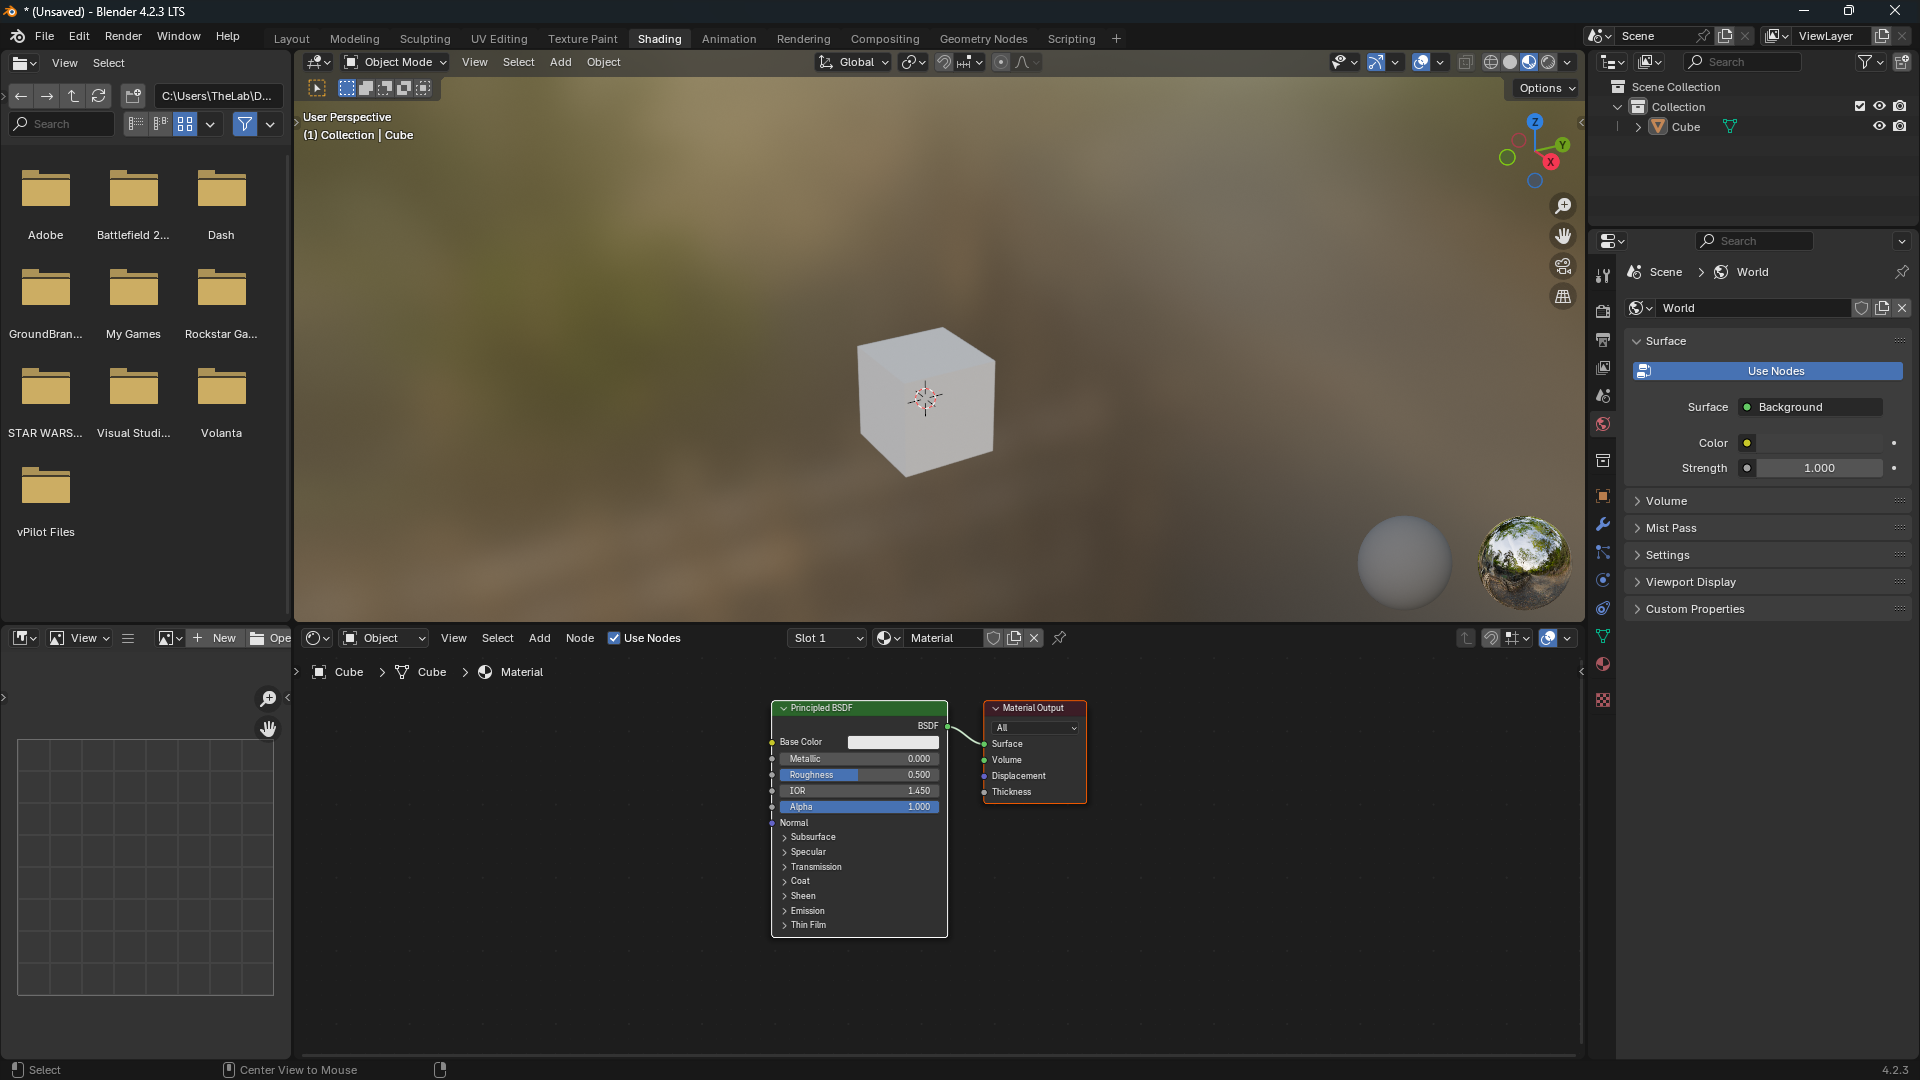 * (Unsaved) - Blender 4.2.3 LTS
File Edit Render Window Help
Layout Modeling Sculpting UV Editing Texture Paint Shading Animation Rendering Compositing Geometry Nodes Scripting +
Scene
ViewLayer
View Select
C:\Users\TheLab\D...
Search
Adobe
Battlefield 2...
Dash
GroundBran...
My Games
Rockstar Ga...
STAR WARS...
Visual Studi...
Volanta
vPilot Files
Object Mode View Select Add Object
Global
Options
User Perspective
(1) Collection | Cube
Z
Y
X
Search
Scene Collection
Collection
Cube
Search
Scene > World
World
Surface
Use Nodes
Surface Background
Color
Strength 1.000
Volume
Mist Pass
Settings
Viewport Display
Custom Properties
View
New
Ope
Object View Select Add Node Use Nodes
Slot 1
Material
Cube > Cube > Material
Principled BSDF
BSDF
Base Color
Metallic 0.000
Roughness 0.500
IOR 1.450
Alpha 1.000
Normal
Subsurface
Specular
Transmission
Coat
Sheen
Emission
Thin Film
Material Output
All
Surface
Volume
Displacement
Thickness
Select
Center View to Mouse
4.2.3